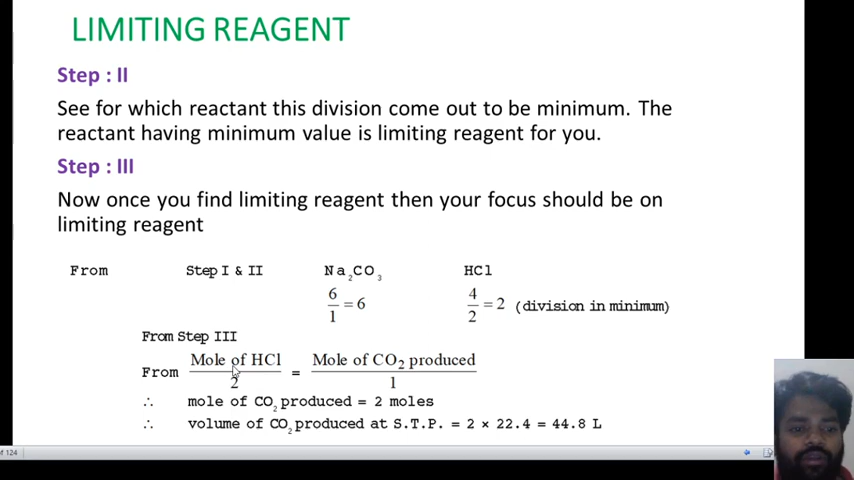 LIMITING REAGENT
Step : II
See for which reactant this division come out to be minimum. The
reactant having minimum value is limiting reagent for you.
Step : III
Now once you find limiting reagent then your focus should be on
limiting reagent
From Step I & II Na₂CO₃ HCl
6/1 = 6 4/2 = 2 (division in minimum)
From Step III
From Mole of HCl/2 = Mole of CO₂ produced/1
∴ mole of CO₂ produced = 2 moles
∴ volume of CO₂ produced at S.T.P. = 2 × 22.4 = 44.8 L
of 124